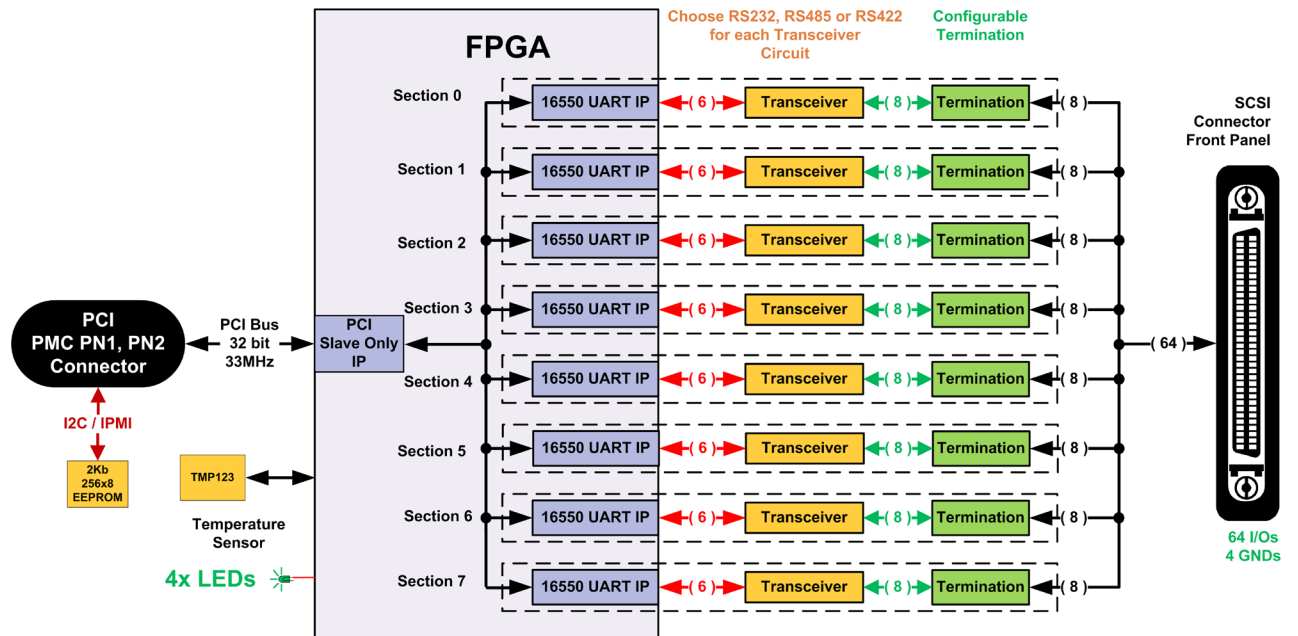 Choose RS232, RS485 or RS422
for each Transceiver
Circuit
Configurable
Termination
FPGA
Section 0
16550 UART IP
( 6 )
Transceiver
( 8 )
Termination
( 8 )
SCSI
Connector
Front Panel
Section 1
16550 UART IP
( 6 )
Transceiver
( 8 )
Termination
( 8 )
Section 2
16550 UART IP
( 6 )
Transceiver
( 8 )
Termination
( 8 )
Section 3
16550 UART IP
( 6 )
Transceiver
( 8 )
Termination
( 8 )
PCI
PMC PN1, PN2
Connector
PCI Bus
32 bit
33MHz
PCI
Slave Only
IP
( 64 )
Section 4
16550 UART IP
( 6 )
Transceiver
( 8 )
Termination
( 8 )
I2C / IPMI
Section 5
16550 UART IP
( 6 )
Transceiver
( 8 )
Termination
( 8 )
2Kb
256x8
EEPROM
TMP123
Temperature
Sensor
Section 6
16550 UART IP
( 6 )
Transceiver
( 8 )
Termination
( 8 )
64 I/Os
4 GNDs
4x LEDs
Section 7
16550 UART IP
( 6 )
Transceiver
( 8 )
Termination
( 8 )